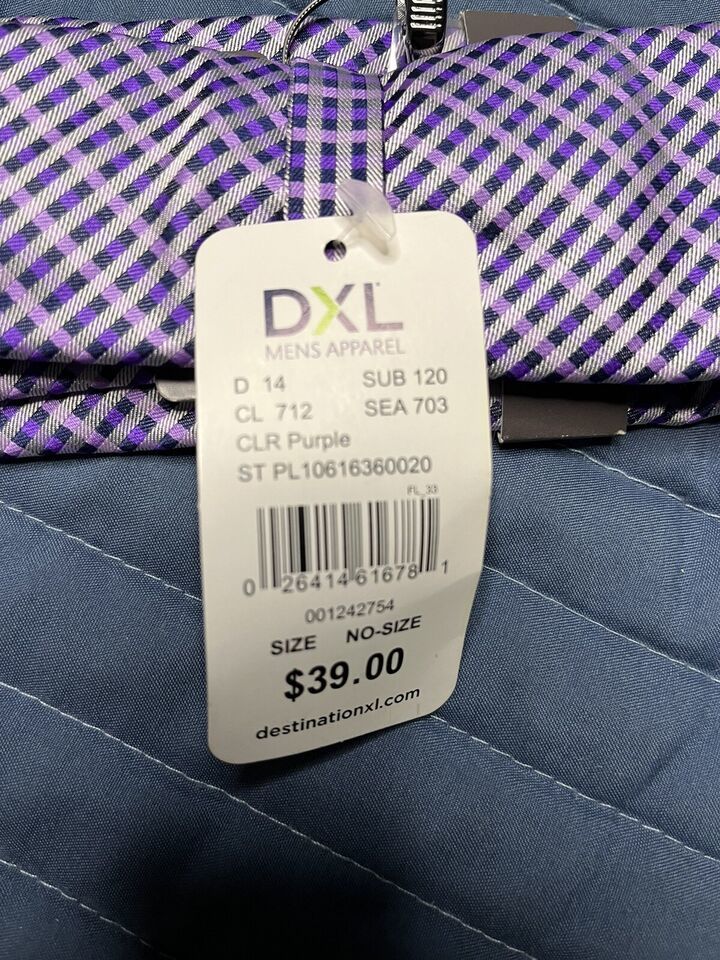 DXL
MENS APPAREL
D 14 SUB 120
CL 712 SEA 703
CLR Purple
ST PL10616360020
FL_33
0 26414 61678 1
001242754
SIZE NO-SIZE
$39.00
destinationxl.com